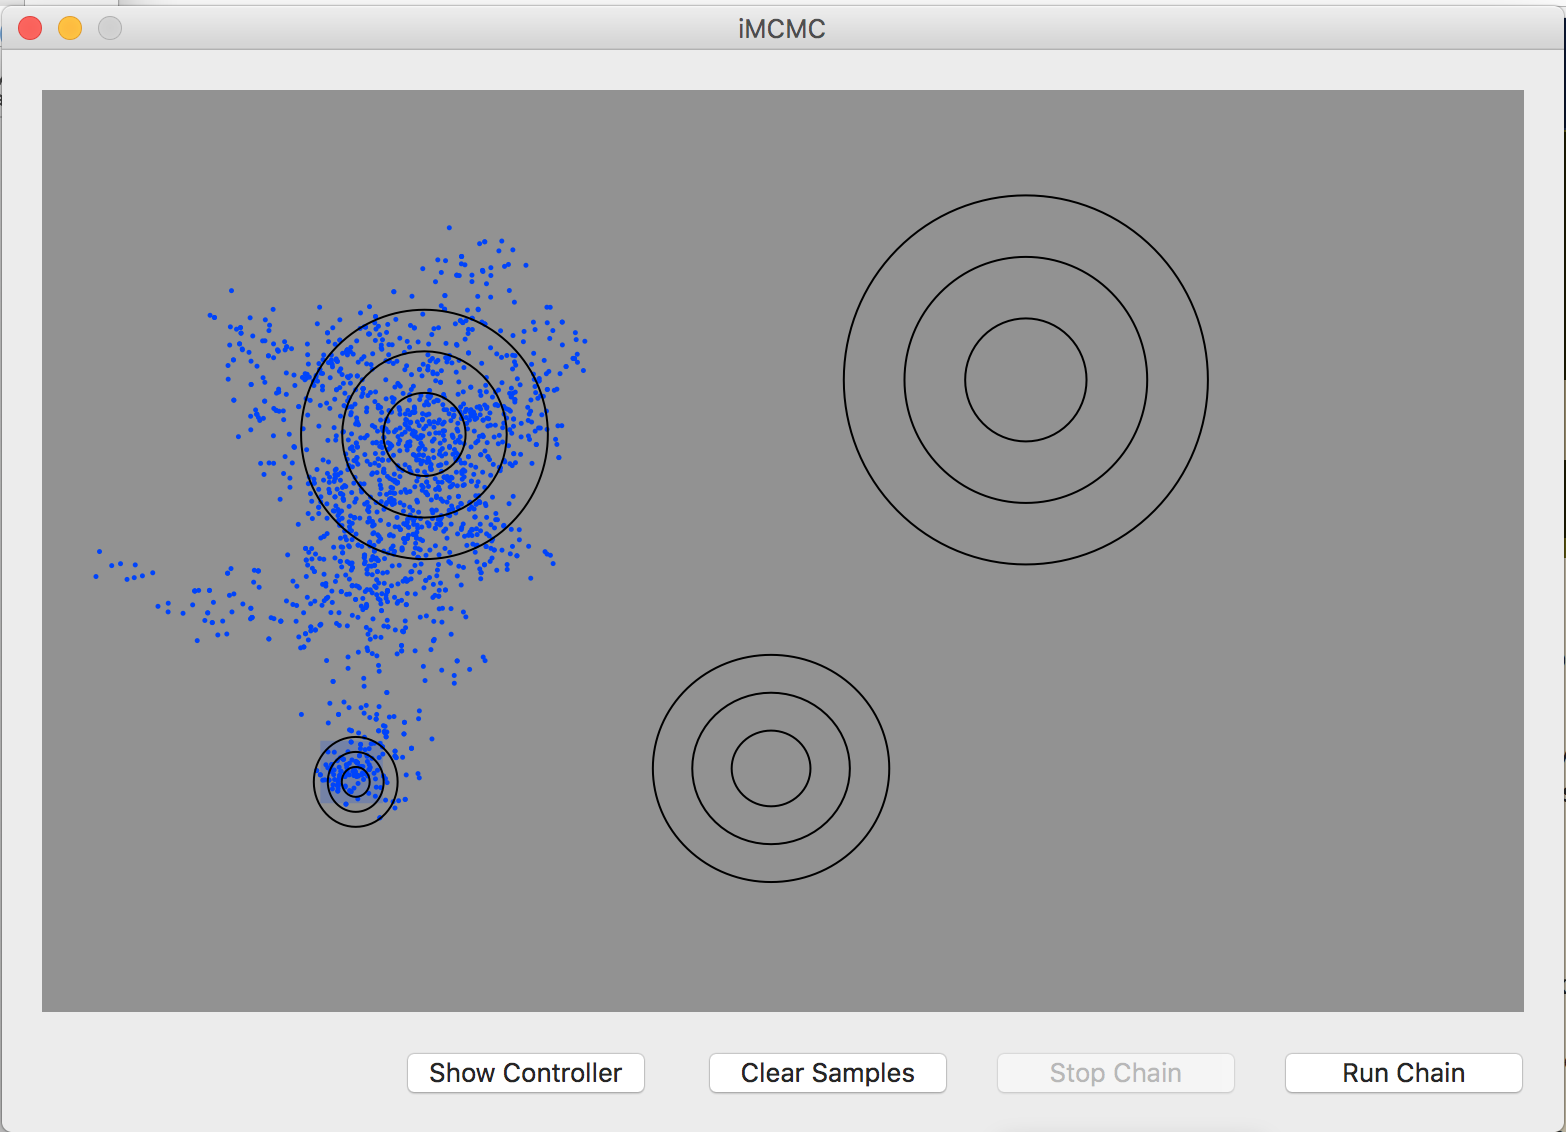 iMCMC
Show Controller
Clear Samples
Stop Chain
Run Chain